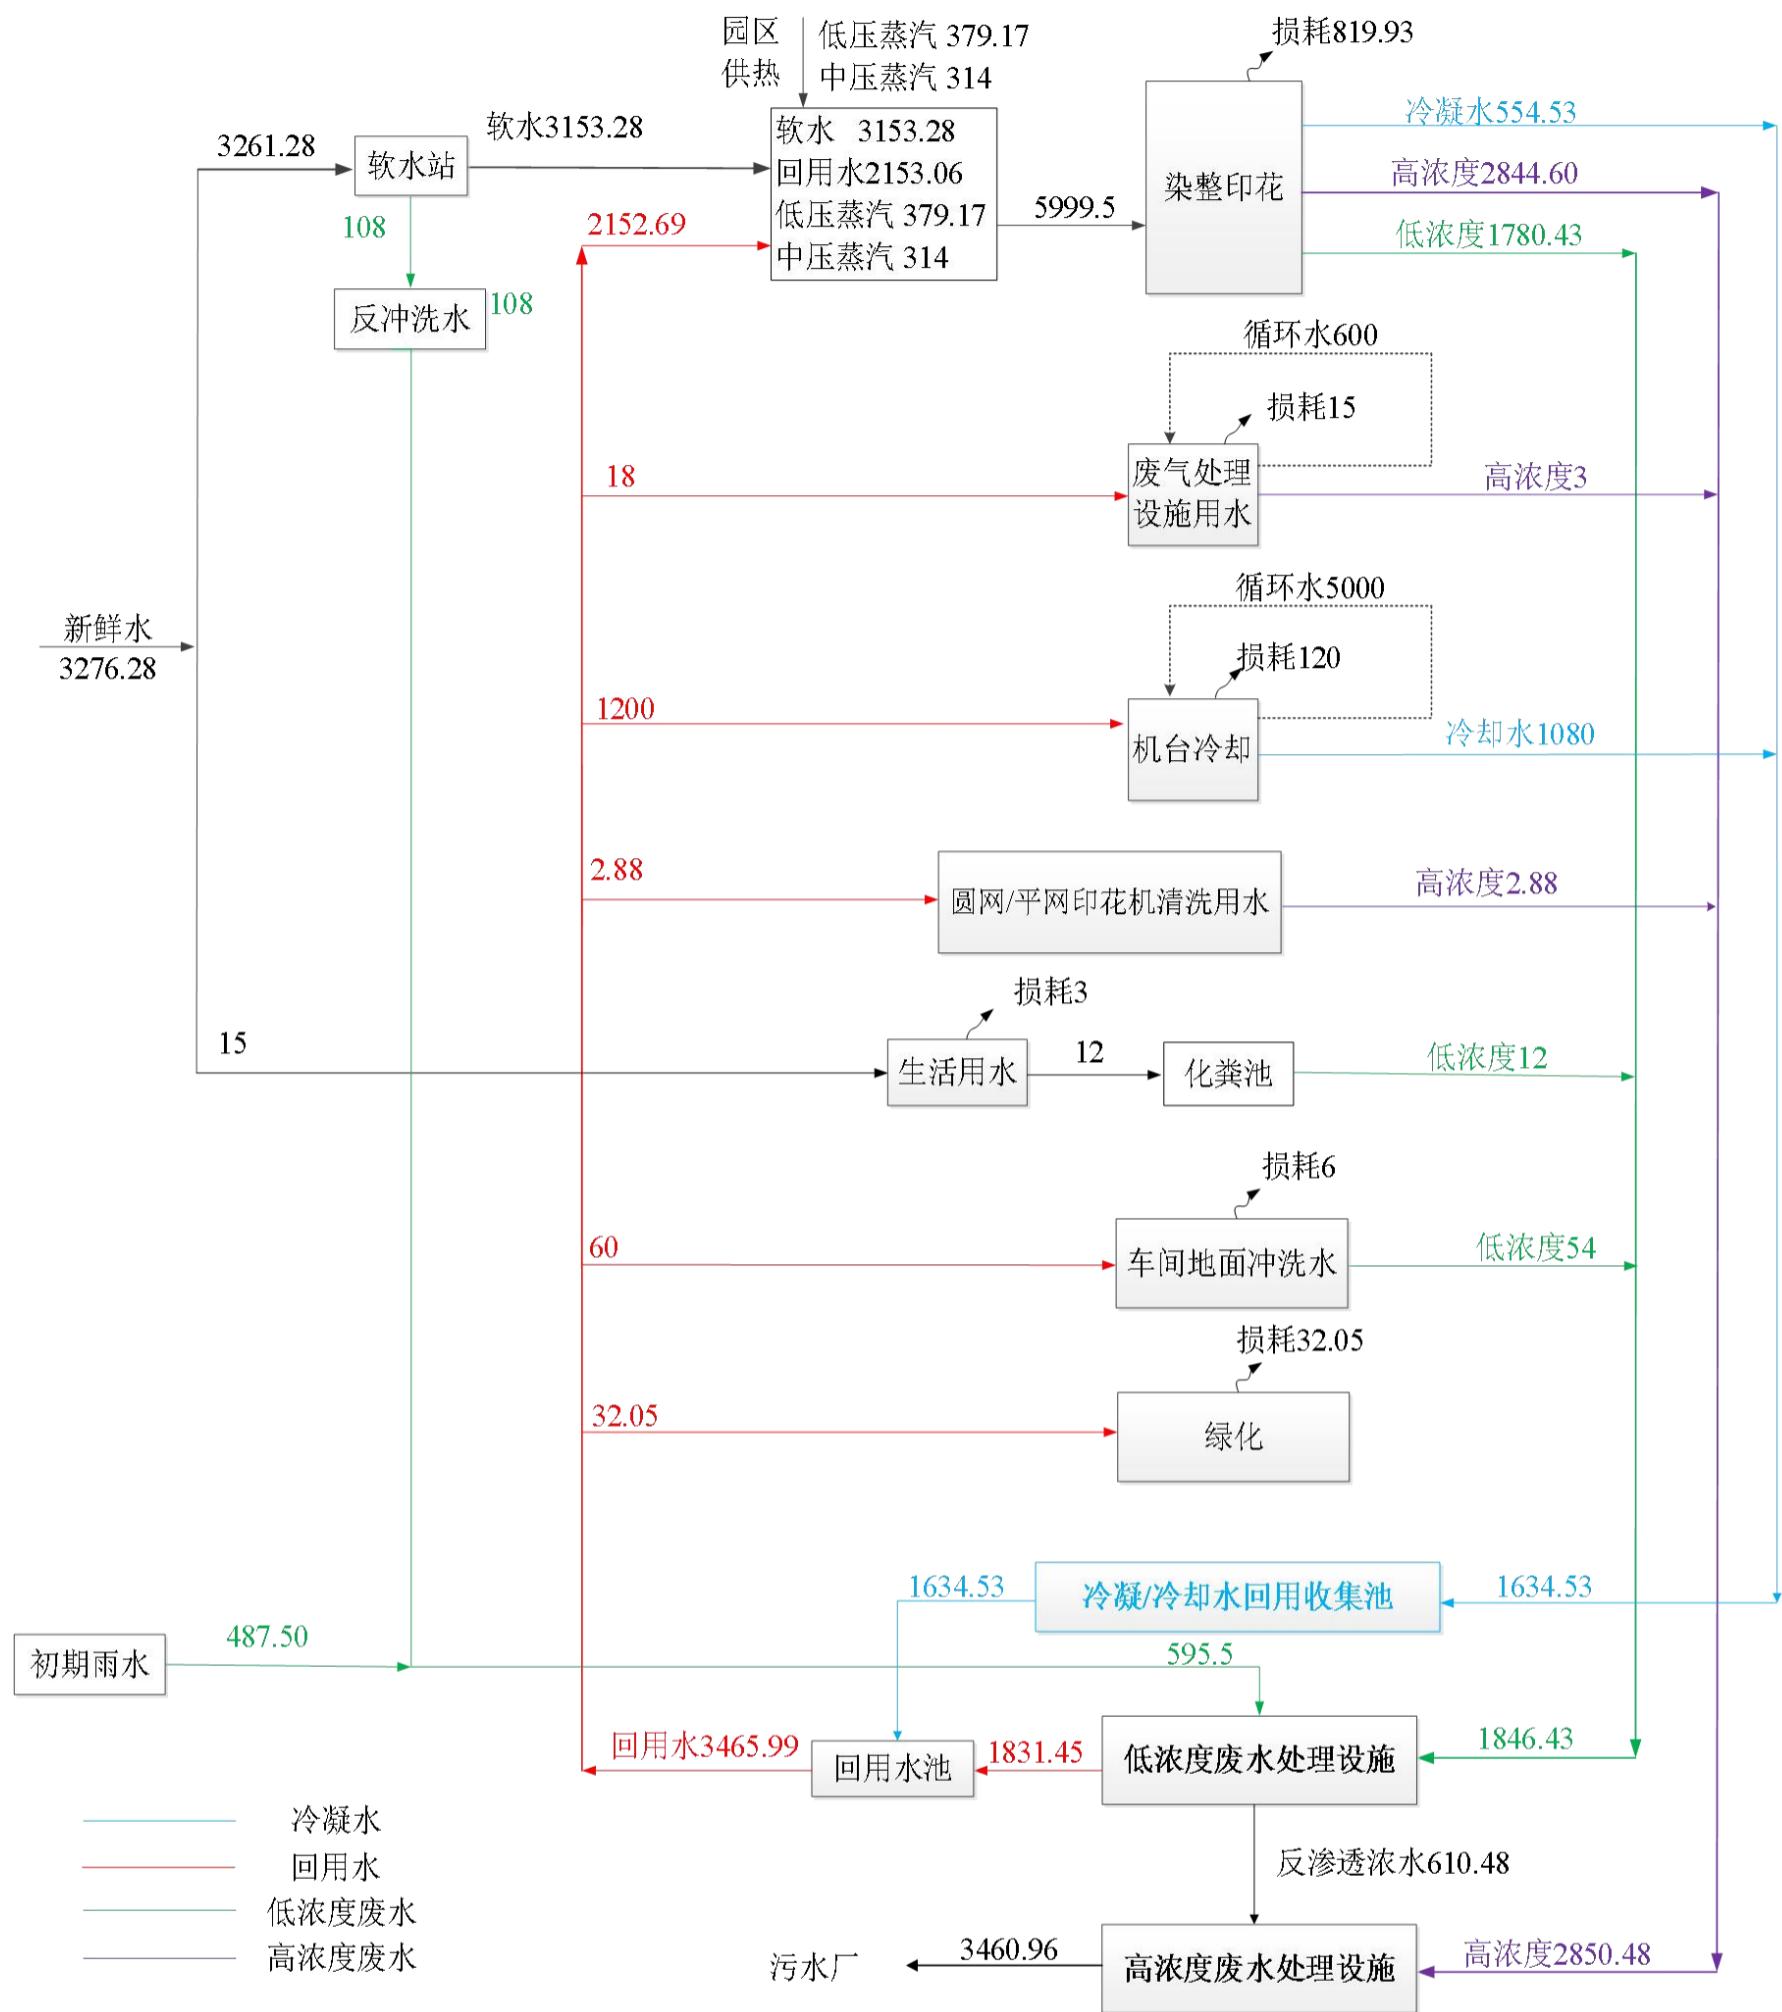 园区
供热
低压蒸汽 379.17
中压蒸汽 314
损耗819.93
3261.28
软水站
软水3153.28
软水 3153.28
回用水2153.06
低压蒸汽 379.17
中压蒸汽 314
5999.5
染整印花
冷凝水554.53
高浓度2844.60
低浓度1780.43
108
2152.69
反冲洗水
108
循环水600
损耗15
18
废气处理
设施用水
高浓度3
循环水5000
新鲜水
3276.28
损耗120
1200
机台冷却
冷却水1080
2.88
圆网/平网印花机清洗用水
高浓度2.88
损耗3
15
生活用水
12
化粪池
低浓度12
损耗6
60
车间地面冲洗水
低浓度54
损耗32.05
32.05
绿化
1634.53
冷凝/冷却水回用收集池
1634.53
初期雨水
487.50
595.5
回用水3465.99
回用水池
1831.45
低浓度废水处理设施
1846.43
冷凝水
回用水
低浓度废水
高浓度废水
反渗透浓水610.48
污水厂
3460.96
高浓度废水处理设施
高浓度2850.48